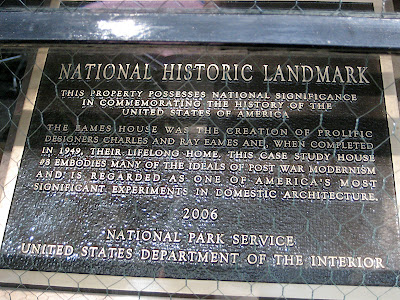 NATIONAL HISTORIC LANDMARK
THIS PROPERTY POSSESSES NATIONAL SIGNIFICANCE
IN COMMEMORATING THE HISTORY OF THE
UNITED STATES OF AMERICA
THE EAMES HOUSE WAS THE CREATION OF PROLIFIC
DESIGNERS CHARLES AND RAY EAMES AND, WHEN COMPLETED
IN 1949, THEIR LIFELONG HOME. THIS CASE STUDY HOUSE
#8 EMBODIES MANY OF THE IDEALS OF POST WAR MODERNISM
AND IS REGARDED AS ONE OF AMERICA'S MOST
SIGNIFICANT EXPERIMENTS IN DOMESTIC ARCHITECTURE.
2006
NATIONAL PARK SERVICE
UNITED STATES DEPARTMENT OF THE INTERIOR